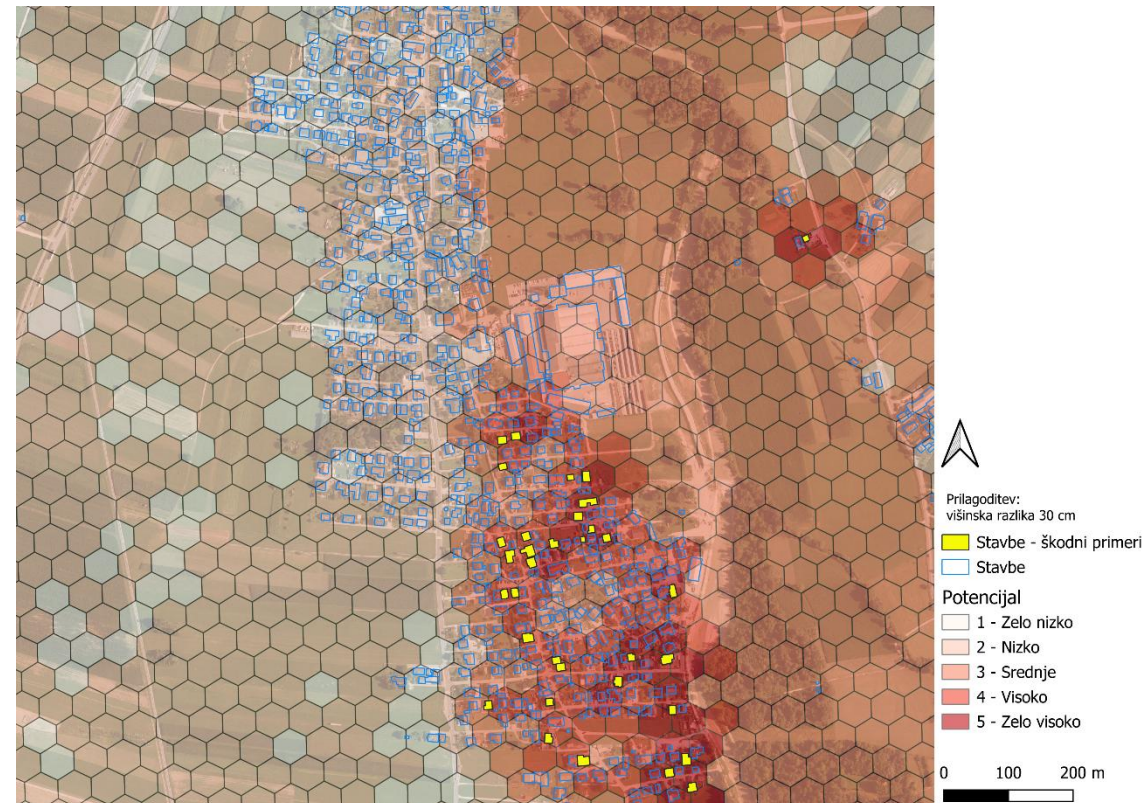 Prilagoditev:
višinska razlika 30 cm
Stavbe - škodni primeri
Stavbe
Potencijal
1 - Zelo nizko
2 - Nizko
3 - Srednje
4 - Visoko
5 - Zelo visoko
0 100 200 m